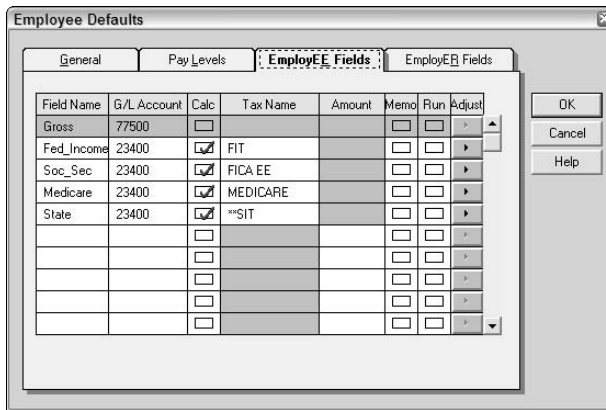 Employee Defaults
General Pay Levels EmployEE Fields EmployER Fields
Field Name G/L Account Calc Tax Name Amount Memo Run Adjust
Gross 77500
Fed_Income 23400 FIT
Soc_Sec 23400 FICA EE
Medicare 23400 MEDICARE
State 23400 **SIT
OK
Cancel
Help